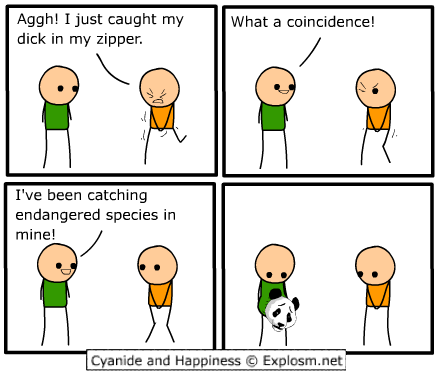 Aggh! I just caught my
dick in my zipper.
What a coincidence!
I've been catching
endangered species in
mine!
Cyanide and Happiness © Explosm.net